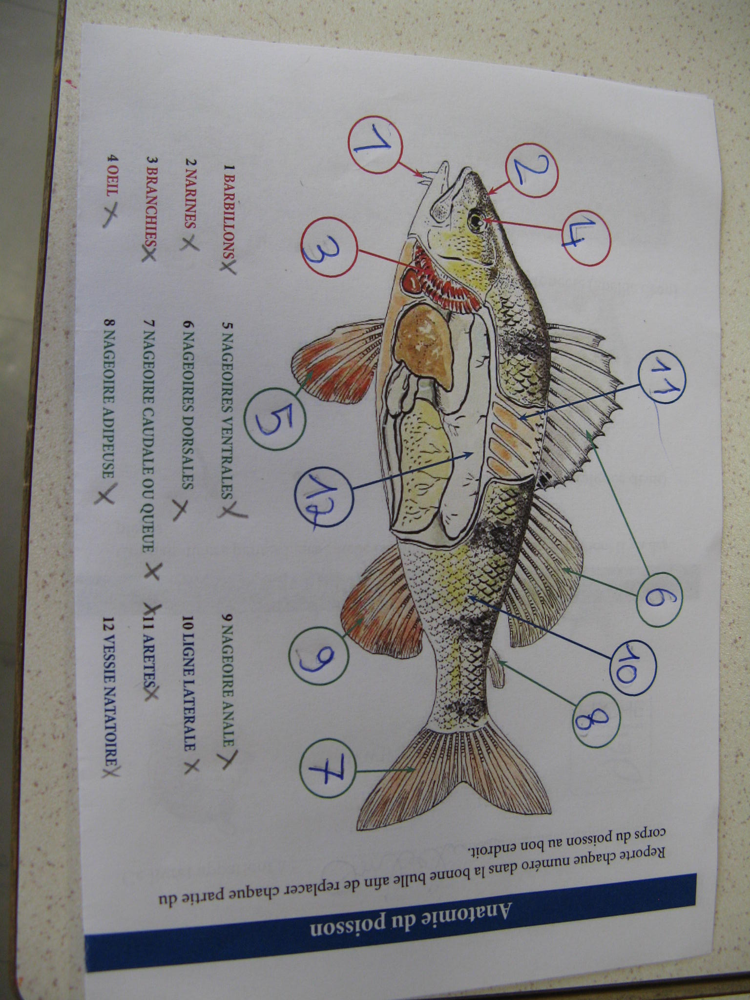 Anatomie du poisson
Reporte chaque numéro dans la bonne bulle afin de replacer chaque partie du
corps du poisson au bon endroit.
1
2
4
3
11
6
5
12
10
9
8
7
1 BARBILLONS X
2 NARINES X
3 BRANCHIES X
4 OEIL X
5 NAGEOIRES VENTRALES X
6 NAGEOIRES DORSALES X
7 NAGEOIRE CAUDALE OU QUEUE X
8 NAGEOIRE ADIPEUSE X
9 NAGEOIRE ANALE X
10 LIGNE LATERALE X
X 11 ARETES X
12 VESSIE NATATOIRE X